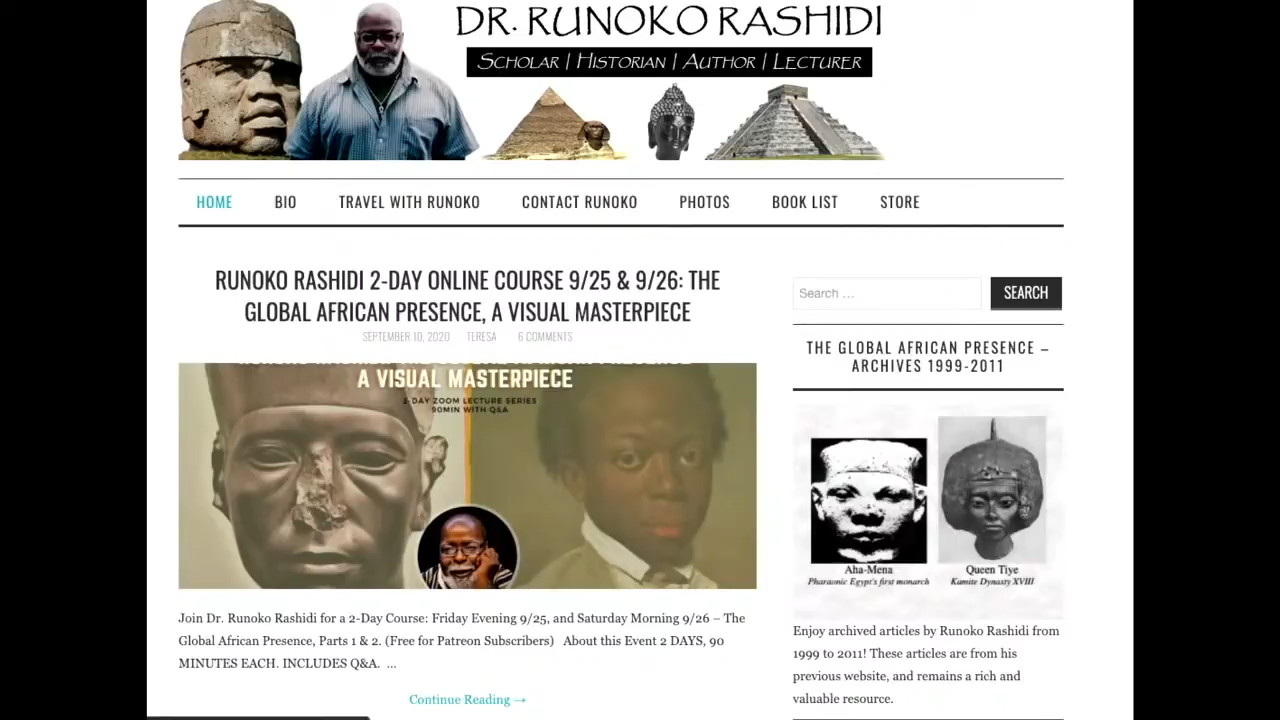 DR. RUNOKO RASHIDI
SCHOLAR | HISTORIAN | AUTHOR | LECTURER
HOME BIO TRAVEL WITH RUNOKO CONTACT RUNOKO PHOTOS BOOK LIST STORE
RUNOKO RASHIDI 2-DAY ONLINE COURSE 9/25 & 9/26: THE
GLOBAL AFRICAN PRESENCE, A VISUAL MASTERPIECE
SEPTEMBER 10, 2020 TERESA 6 COMMENTS
A VISUAL MASTERPIECE
2-DAY ZOOM LECTURE SERIES
90MIN WITH Q&A
Join Dr. Runoko Rashidi for a 2-Day Course: Friday Evening 9/25, and Saturday Morning 9/26 – The
Global African Presence, Parts 1 & 2. (Free for Patreon Subscribers) About this Event 2 DAYS, 90
MINUTES EACH. INCLUDES Q&A. …
Continue Reading →
Search …
SEARCH
THE GLOBAL AFRICAN PRESENCE –
ARCHIVES 1999-2011
Aha-Mena
Pharaonic Egypt's first monarch
Queen Tiye
Kamite Dynasty XVIII
Enjoy archived articles by Runoko Rashidi from
1999 to 2011! These articles are from his
previous website, and remains a rich and
valuable resource.